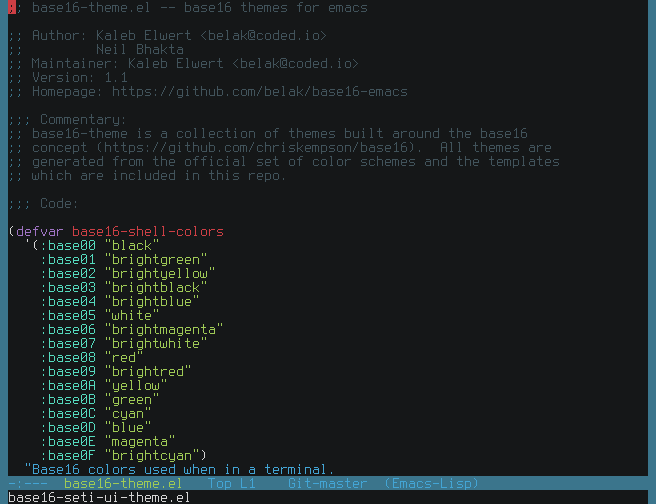 ;; base16-theme.el -- base16 themes for emacs
;; Author: Kaleb Elwert <belak@coded.io>
;;         Neil Bhakta
;; Maintainer: Kaleb Elwert <belak@coded.io>
;; Version: 1.1
;; Homepage: https://github.com/belak/base16-emacs
;;; Commentary:
;; base16-theme is a collection of themes built around the base16
;; concept (https://github.com/chriskempson/base16).  All themes are
;; generated from the official set of color schemes and the templates
;; which are included in this repo.
;;; Code:
(defvar base16-shell-colors
  '(:base00 "black"
    :base01 "brightgreen"
    :base02 "brightyellow"
    :base03 "brightblack"
    :base04 "brightblue"
    :base05 "white"
    :base06 "brightmagenta"
    :base07 "brightwhite"
    :base08 "red"
    :base09 "brightred"
    :base0A "yellow"
    :base0B "green"
    :base0C "cyan"
    :base0D "blue"
    :base0E "magenta"
    :base0F "brightcyan")
  "Base16 colors used when in a terminal.
-:---  base16-theme.el   Top L1    Git-master  (Emacs-Lisp)
base16-seti-ui-theme.el